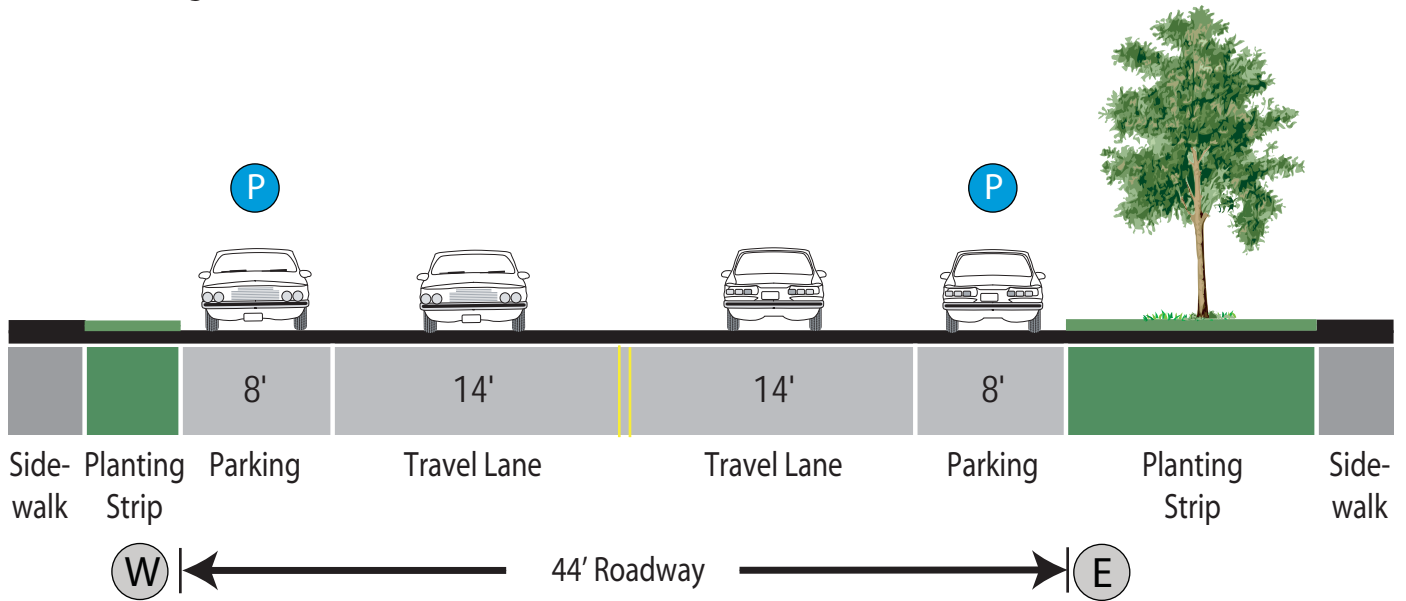 P P
8' 14' 14' 8'
Side- Planting Parking Travel Lane Travel Lane Parking Planting Side-
walk Strip Strip walk
W 44’ Roadway E